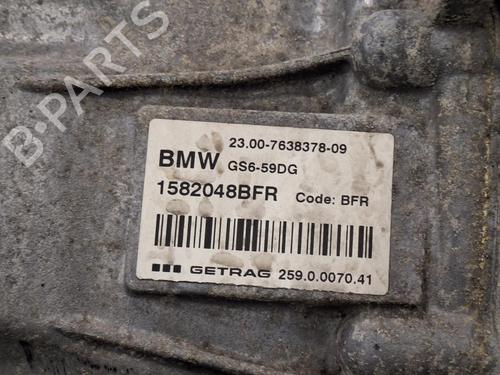 B-PARTS
23.00-7638378-09
BMW GS6-59DG
1582048BFR Code: BFR
GETRAG 259.0.0070.41